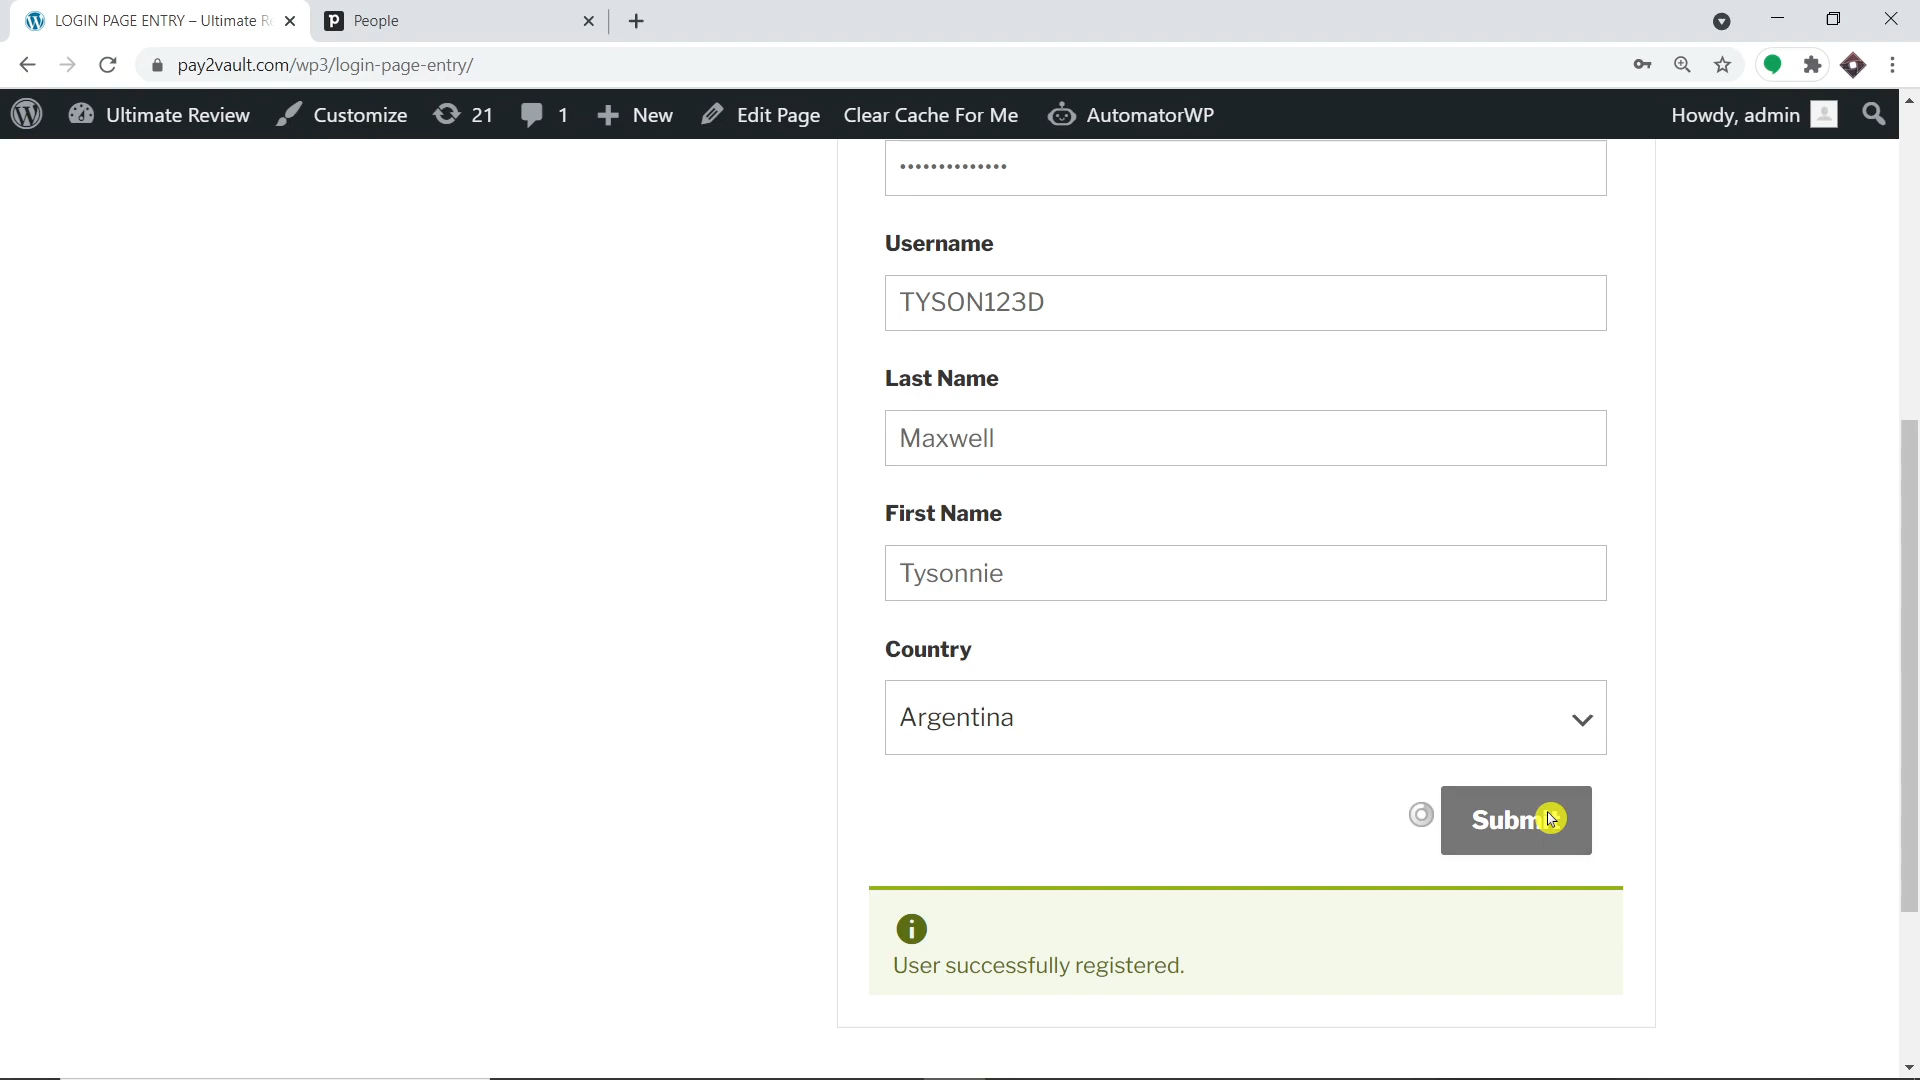 LOGIN PAGE ENTRY – Ultimate Re
People
pay2vault.com/wp3/login-page-entry/
Ultimate Review
Customize
21
1
New
Edit Page
Clear Cache For Me
AutomatorWP
Howdy, admin
••••••••••••••
Username
TYSON123D
Last Name
Maxwell
First Name
Tysonnie
Country
Argentina
Submit
User successfully registered.